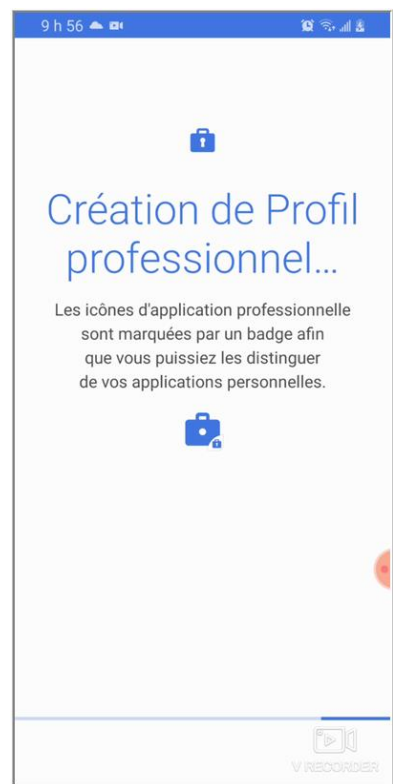 9 h 56
Création de Profil
professionnel...
Les icônes d'application professionnelle
sont marquées par un badge afin
que vous puissiez les distinguer
de vos applications personnelles.
V RECORDER